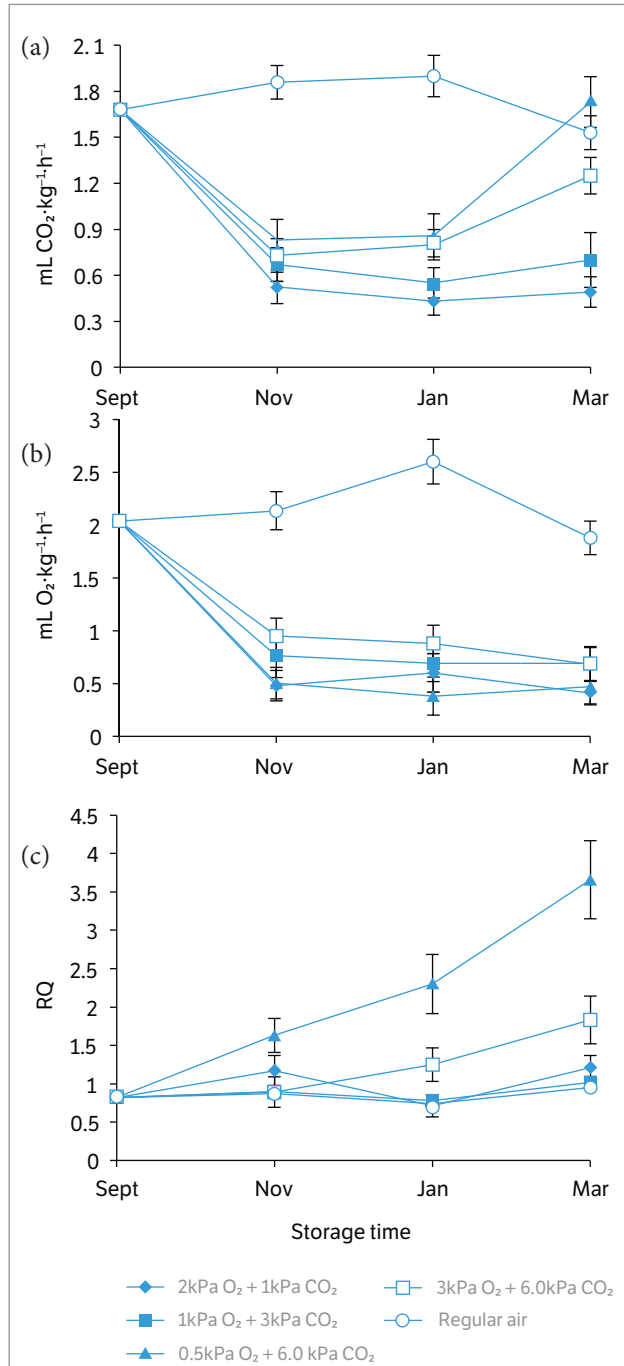 (a)
2.1
1.8
1.5
1.2
0.9
0.6
0.3
0
mL CO₂·kg⁻¹·h⁻¹
Sept Nov Jan Mar
(b)
3
2.5
2
1.5
1
0.5
0
mL O₂·kg⁻¹·h⁻¹
Sept Nov Jan Mar
(c)
4.5
4
3.5
3
2.5
2
1.5
1
0.5
0
RQ
Sept Nov Jan Mar
Storage time
2kPa O₂ + 1kPa CO₂ 3kPa O₂ + 6.0kPa CO₂
1kPa O₂ + 3kPa CO₂ Regular air
0.5kPa O₂ + 6.0 kPa CO₂